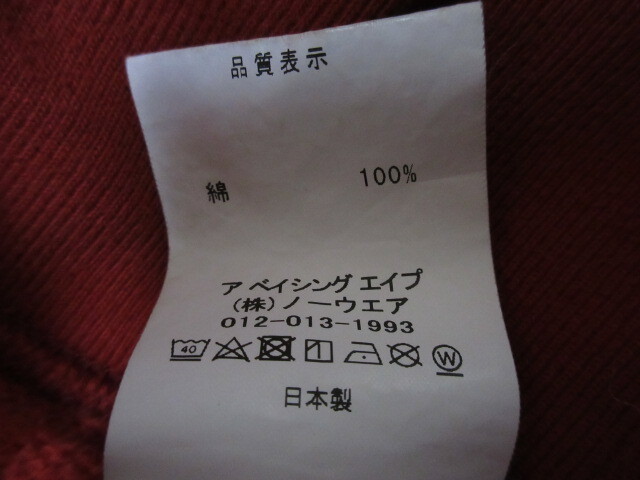 品質表示
綿 100%
ア ベイシング エイプ
(株) ノーウエア
012-013-1993
40 W
日本製